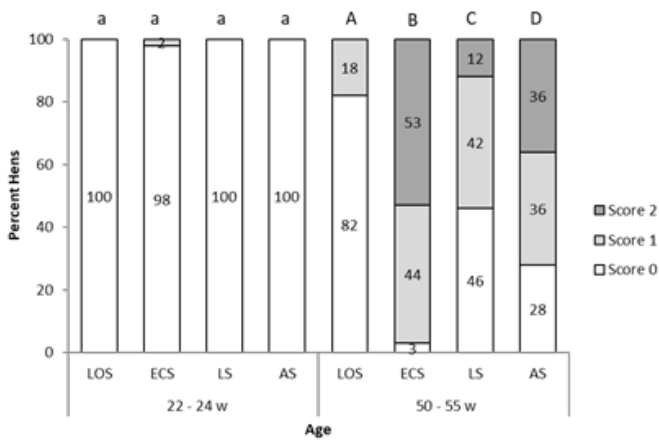 a a a a A B C D
100
80
60
40
20
0
Percent Hens
100
2
98
100
100
18
82
53
44
3
12
42
46
36
36
28
Score 2
Score 1
Score 0
LOS ECS LS AS LOS ECS LS AS
22 - 24 w 50 - 55 w
Age